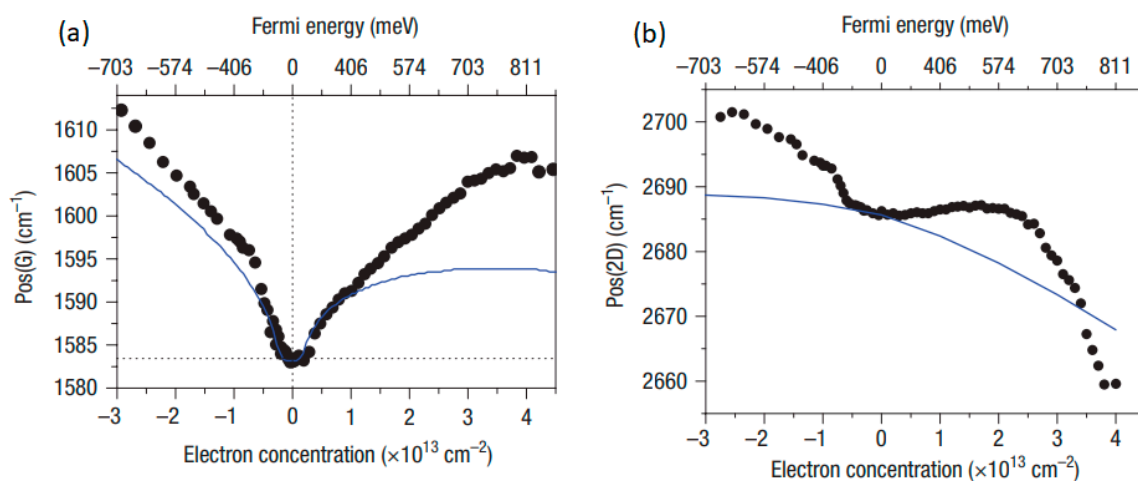 (a)
Fermi energy (meV)
−703 −574 −406 0 406 574 703 811
Pos(G) (cm−1)
1610
1605
1600
1595
1590
1585
1580
−3 −2 −1 0 1 2 3 4
Electron concentration (×1013 cm−2)
(b)
Fermi energy (meV)
−703 −574 −406 0 406 574 703 811
Pos(2D) (cm−1)
2700
2690
2680
2670
2660
−3 −2 −1 0 1 2 3 4
Electron concentration (×1013 cm−2)